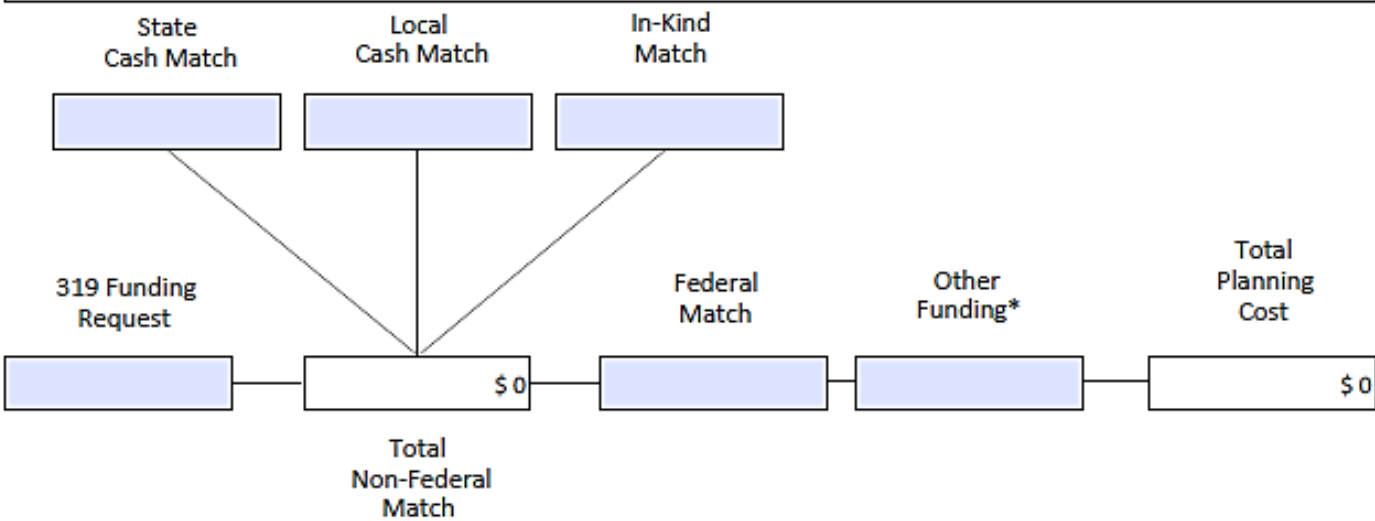 State
Cash Match
Local
Cash Match
In-Kind
Match
319 Funding
Request
Federal
Match
Other
Funding*
Total
Planning
Cost
$ 0
$ 0
Total
Non-Federal
Match